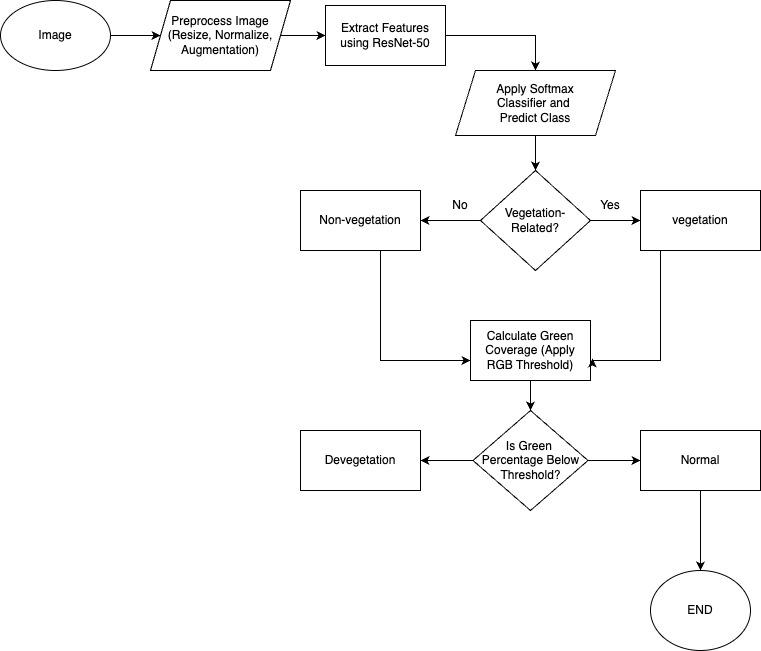 Image
Preprocess Image
(Resize, Normalize,
Augmentation)
Extract Features
using ResNet-50
Apply Softmax
Classifier and
Predict Class
No
Yes
Non-vegetation
Vegetation-
Related?
vegetation
Calculate Green
Coverage (Apply
RGB Threshold)
Devegetation
Is Green
Percentage Below
Threshold?
Normal
END